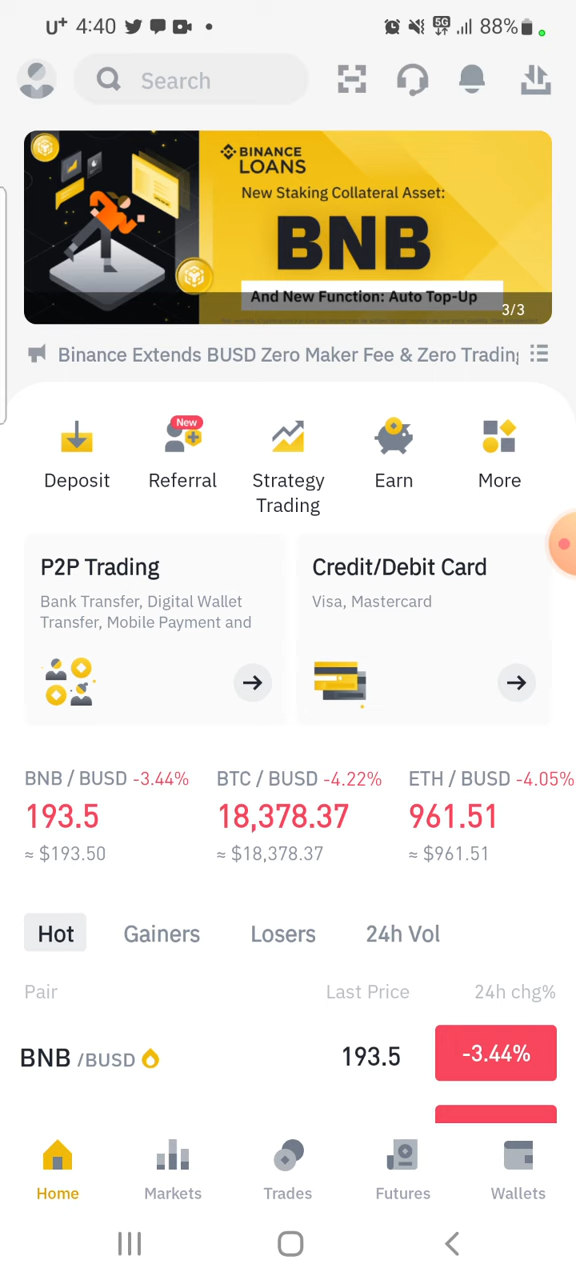 U+ 4:40 5G 88%
Search
BINANCE
LOANS
New Staking Collateral Asset:
BNB
And New Function: Auto Top-Up
3/3
Binance Extends BUSD Zero Maker Fee & Zero Trading
New
Deposit Referral Strategy Trading Earn More
P2P Trading
Bank Transfer, Digital Wallet
Transfer, Mobile Payment and
Credit/Debit Card
Visa, Mastercard
BNB / BUSD -3.44% BTC / BUSD -4.22% ETH / BUSD -4.05%
193.5 18,378.37 961.51
≈ $193.50 ≈ $18,378.37 ≈ $961.51
Hot Gainers Losers 24h Vol
Pair Last Price 24h chg%
BNB /BUSD 193.5 -3.44%
Home Markets Trades Futures Wallets